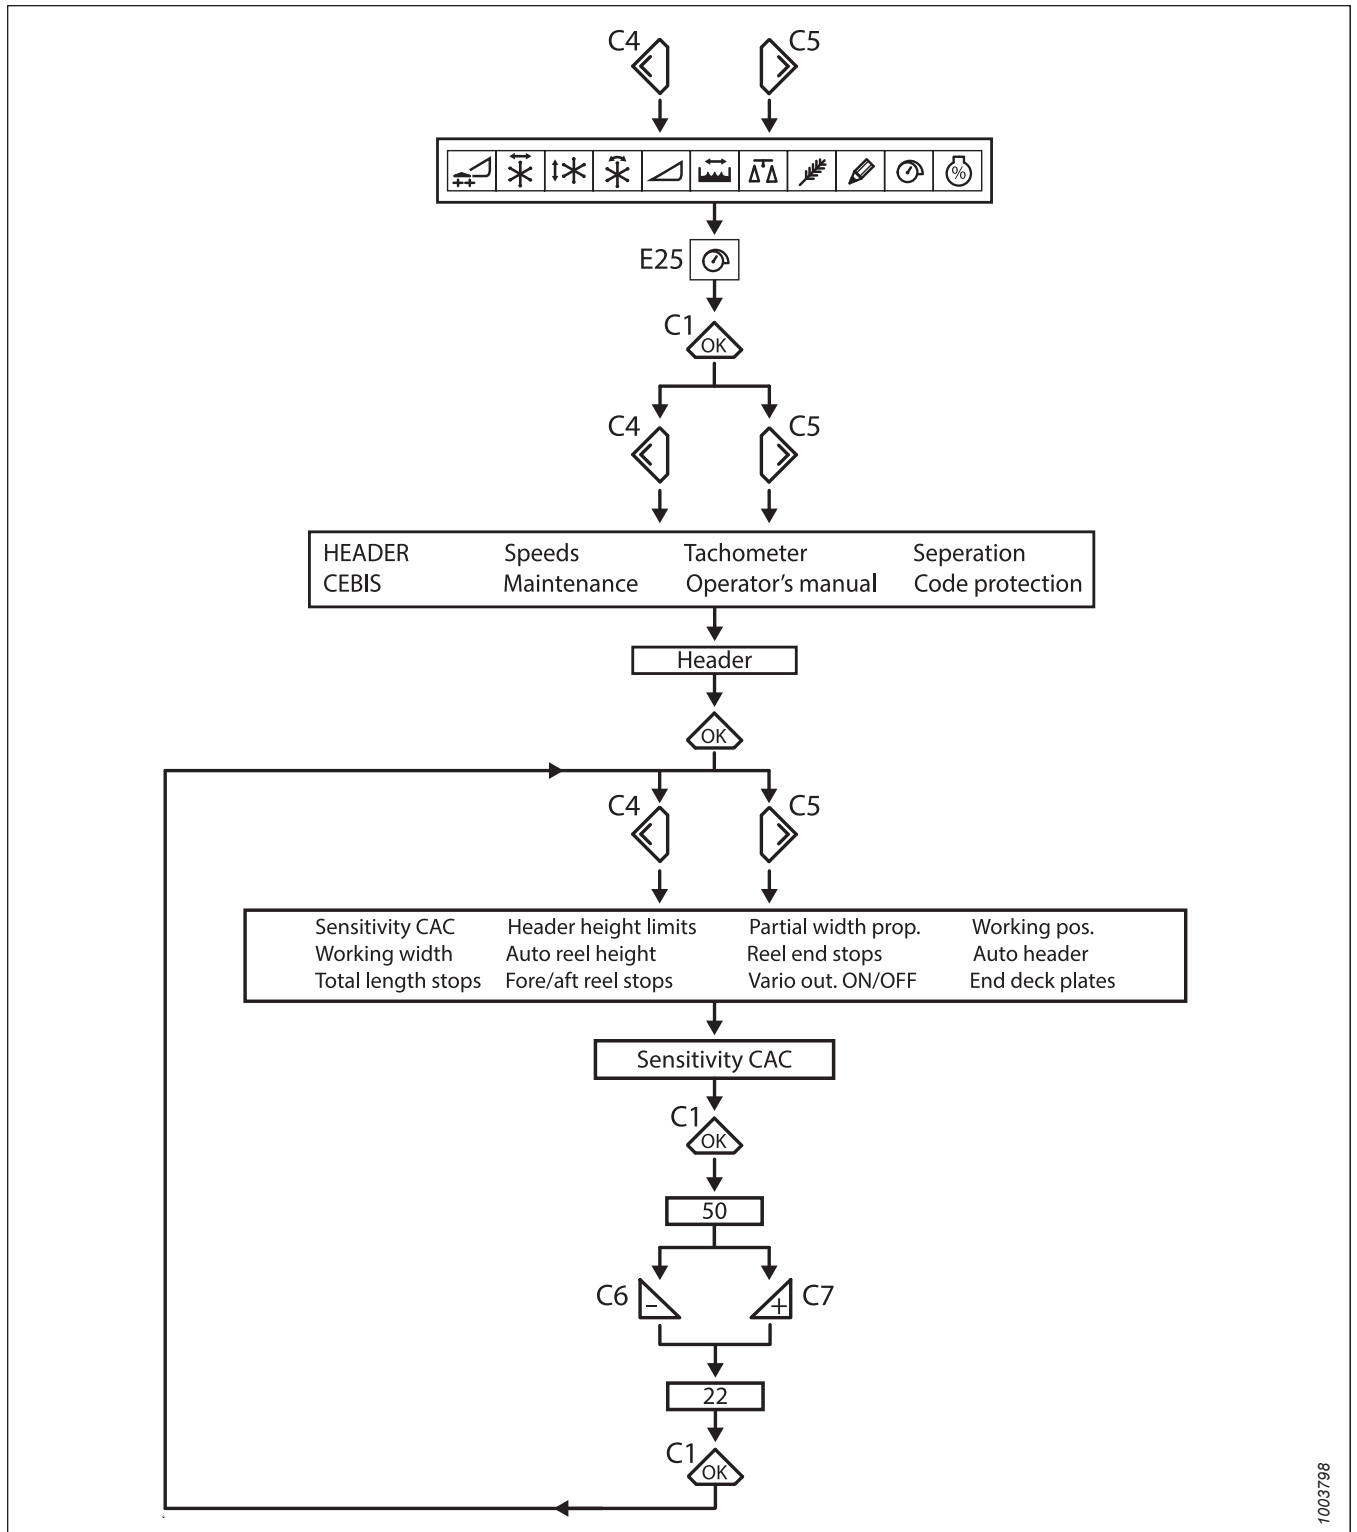 C4 C5
%
E25
C1
OK
C4 C5
HEADER Speeds Tachometer Seperation
CEBIS Maintenance Operator’s manual Code protection
Header
OK
C4 C5
Sensitivity CAC Header height limits Partial width prop. Working pos.
Working width Auto reel height Reel end stops Auto header
Total length stops Fore/aft reel stops Vario out. ON/OFF End deck plates
Sensitivity CAC
C1
OK
50
C6 - + C7
22
C1
OK
1003798